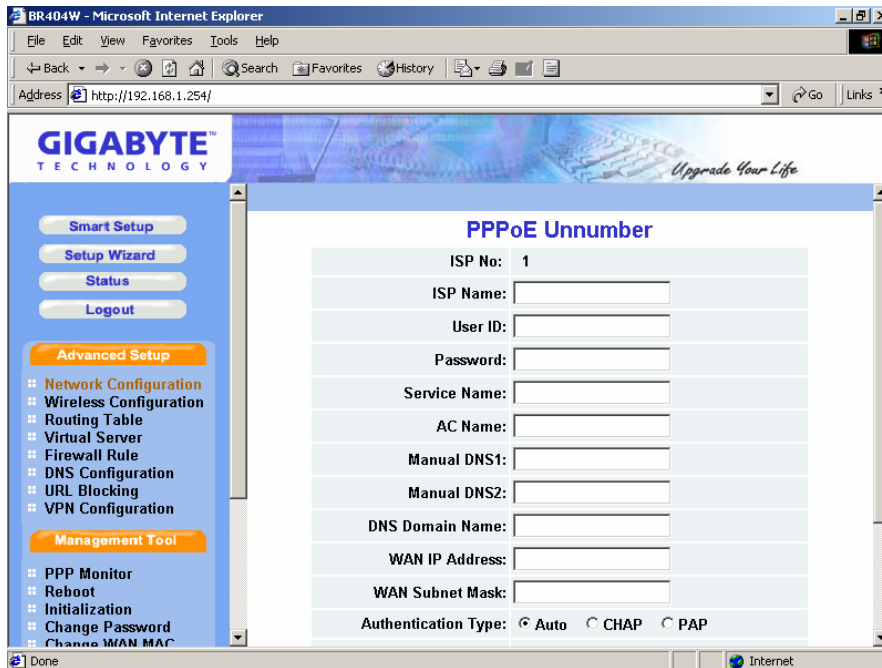 BR404W - Microsoft Internet Explorer
File Edit View Favorites Tools Help
Back Search Favorites History
Address http://192.168.1.254/ Go Links
GIGABYTE™
TECHNOLOGY
Upgrade Your Life
Smart Setup
Setup Wizard
Status
Logout
Advanced Setup
Network Configuration
Wireless Configuration
Routing Table
Virtual Server
Firewall Rule
DNS Configuration
URL Blocking
VPN Configuration
Management Tool
PPP Monitor
Reboot
Initialization
Change Password
Change WAN MAC
PPPoE Unnumber
ISP No: 1
ISP Name:
User ID:
Password:
Service Name:
AC Name:
Manual DNS1:
Manual DNS2:
DNS Domain Name:
WAN IP Address:
WAN Subnet Mask:
Authentication Type: Auto CHAP PAP
Done Internet